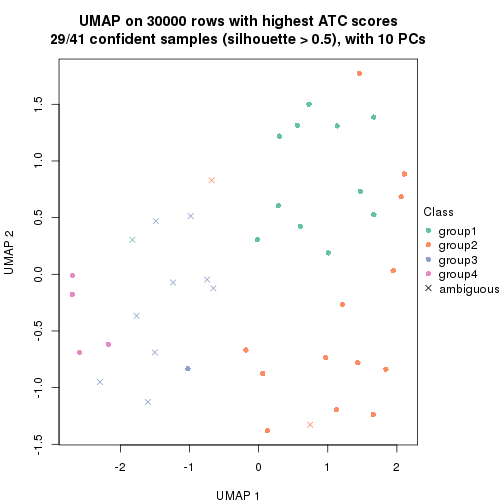 UMAP on 30000 rows with highest ATC scores
29/41 confident samples (silhouette > 0.5), with 10 PCs
1.5
1.0
0.5
0.0
-0.5
-1.0
-1.5
UMAP 2
-2
-1
0
1
2
UMAP 1
Class
group1
group2
group3
group4
ambiguous